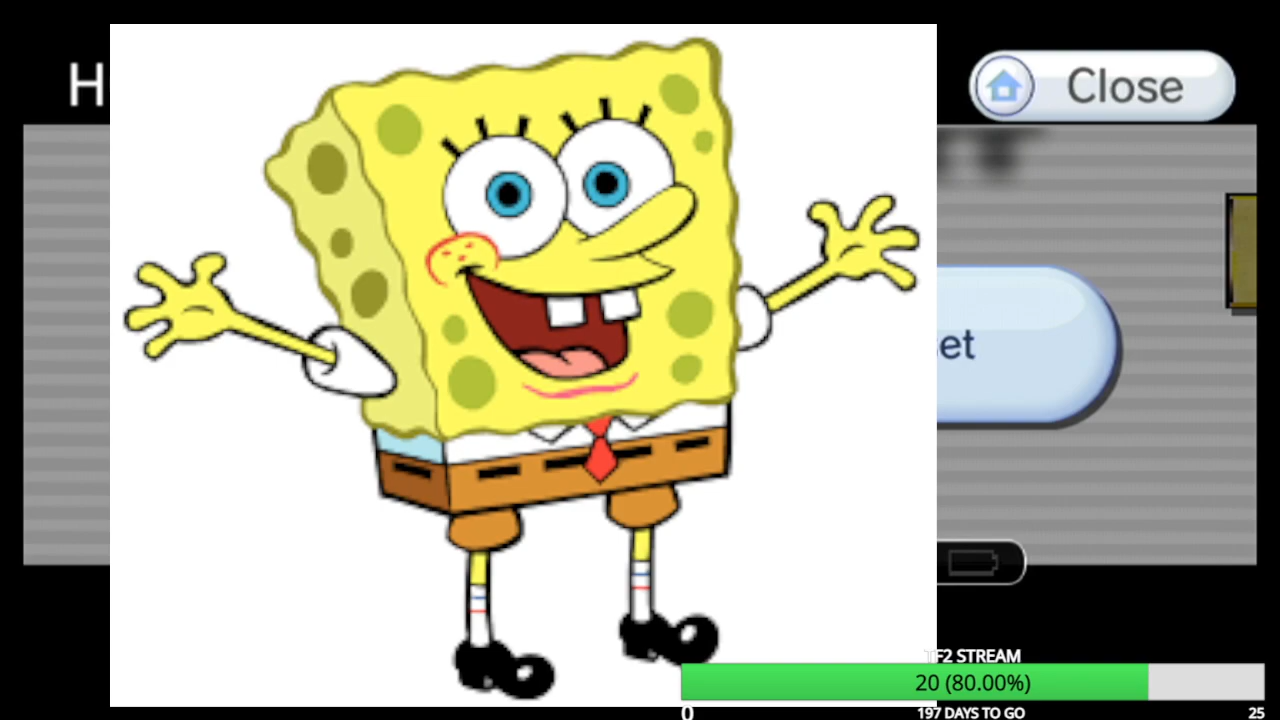 H
Close
et
TF2 STREAM
20 (80.00%)
0
197 DAYS TO GO
25